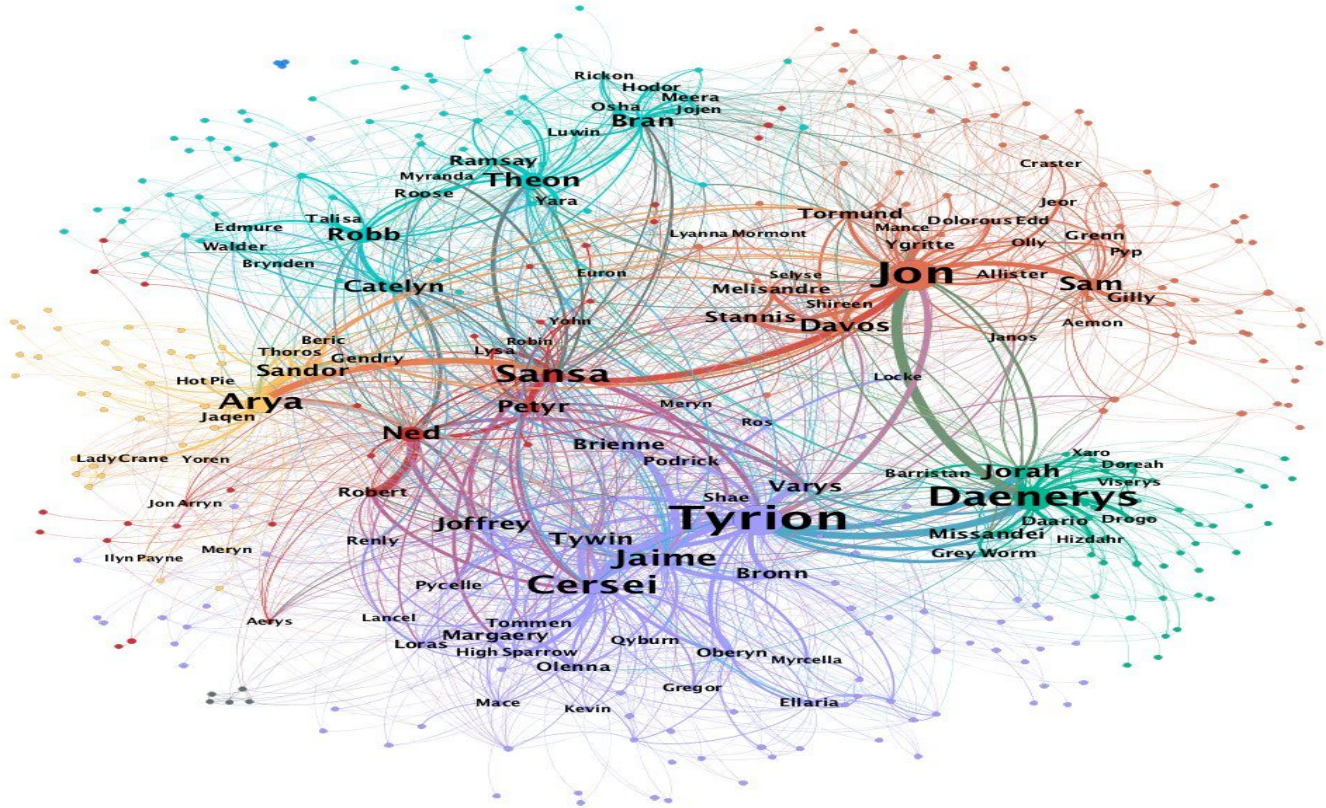 Rickon
Hodor
Meera
Osha
Jojen
Bran
Luwin
Ramsay
Myranda
Theon
Roose
Yara
Talisa
Edmure
Robb
Walder
Brynden
Catelyn
Euron
Craster
Jeor
Tormund
Dolorous Edd
Mance
Lyanna Mormont
Grenn
Ygritte
Olly
Pyp
Selyse
Jon
Allister
Sam
Melisandre
Gilly
Shireen
Stannis
Davos
Aemon
Janos
Yohn
Robin
Beric
Lysa
Thoros
Gendry
Sandor
Sansa
Hot Pie
Locke
Arya
Jaqen
Petyr
Meryn
Ros
Ned
Brienne
Podrick
Lady Crane
Yoren
Xaro
Doreah
Barristan
Jorah
Viserys
Varys
Robert
Shae
Daenerys
Jon Arryn
Tyrion
Joffrey
Daario
Drogo
Missandei
Renly
Tywin
Hizdahr
Meryn
Grey Worm
Ilyn Payne
Jaime
Bronn
Pycelle
Cersei
Aerys
Lancel
Tommen
Margaery
Loras
Qyburn
High Sparrow
Oberyn
Myrcella
Olenna
Gregor
Mace
Kevin
Ellaria